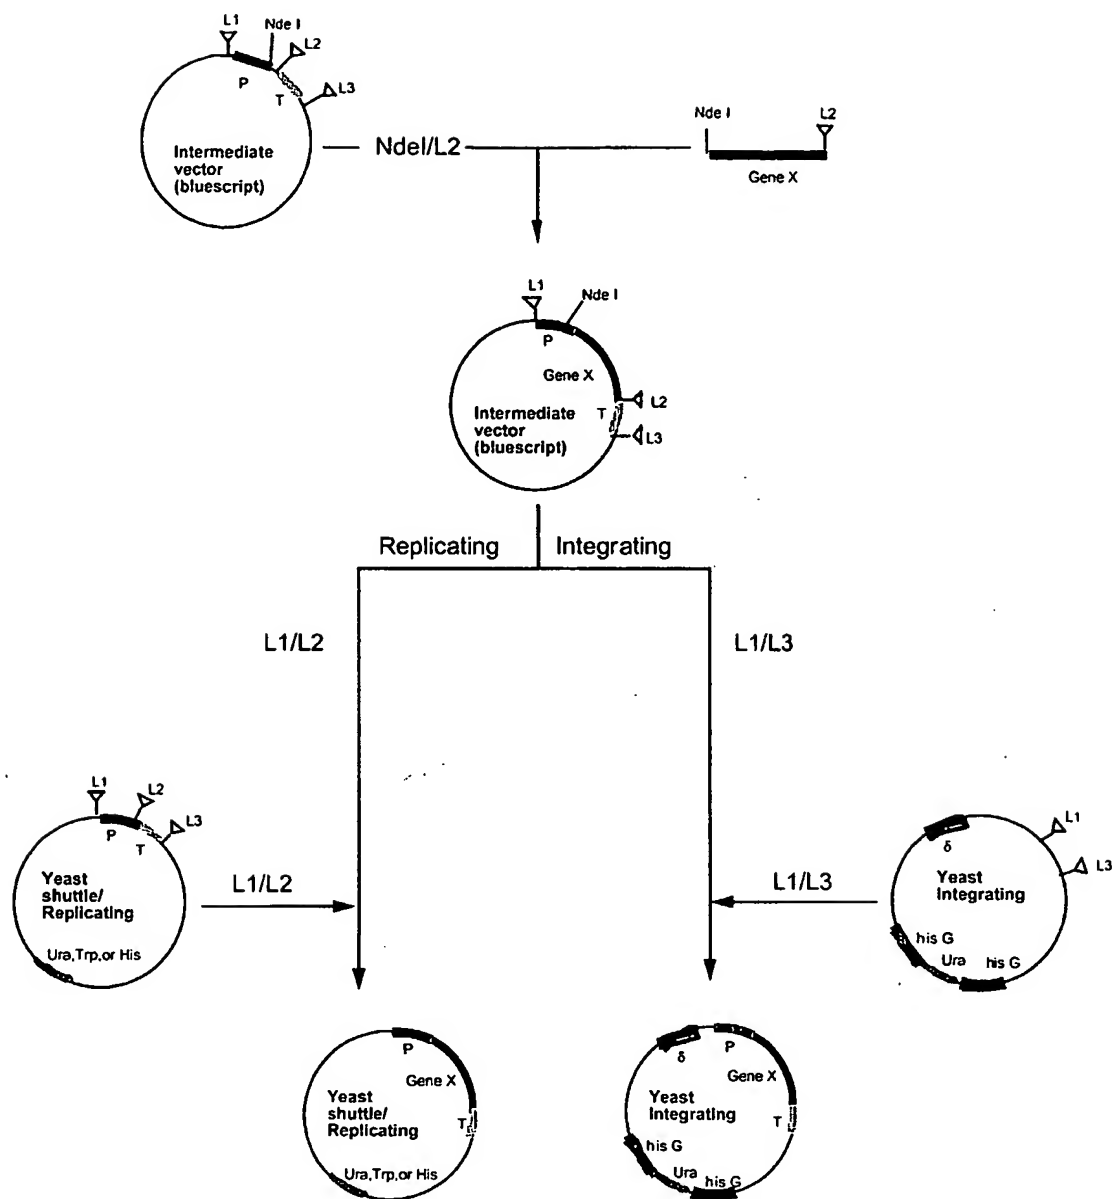 L1
Nde I
L2
P
T
L3
Intermediate
vector
(bluescript)
NdeI/L2
Nde I
L2
Gene X
L1
Nde I
P
Gene X
Intermediate
vector
(bluescript)
T
L2
L3
Replicating
Integrating
L1/L2
L1/L3
L1
L2
L3
P
T
Yeast
shuttle/
Replicating
Ura,Trp,or His
L1/L2
L1/L3
δ
L1
L3
Yeast
Integrating
his G
Ura
his G
P
Gene X
T
Yeast
shuttle/
Replicating
Ura,Trp,or His
δ
P
Gene X
T
Yeast
Integrating
his G
Ura
his G